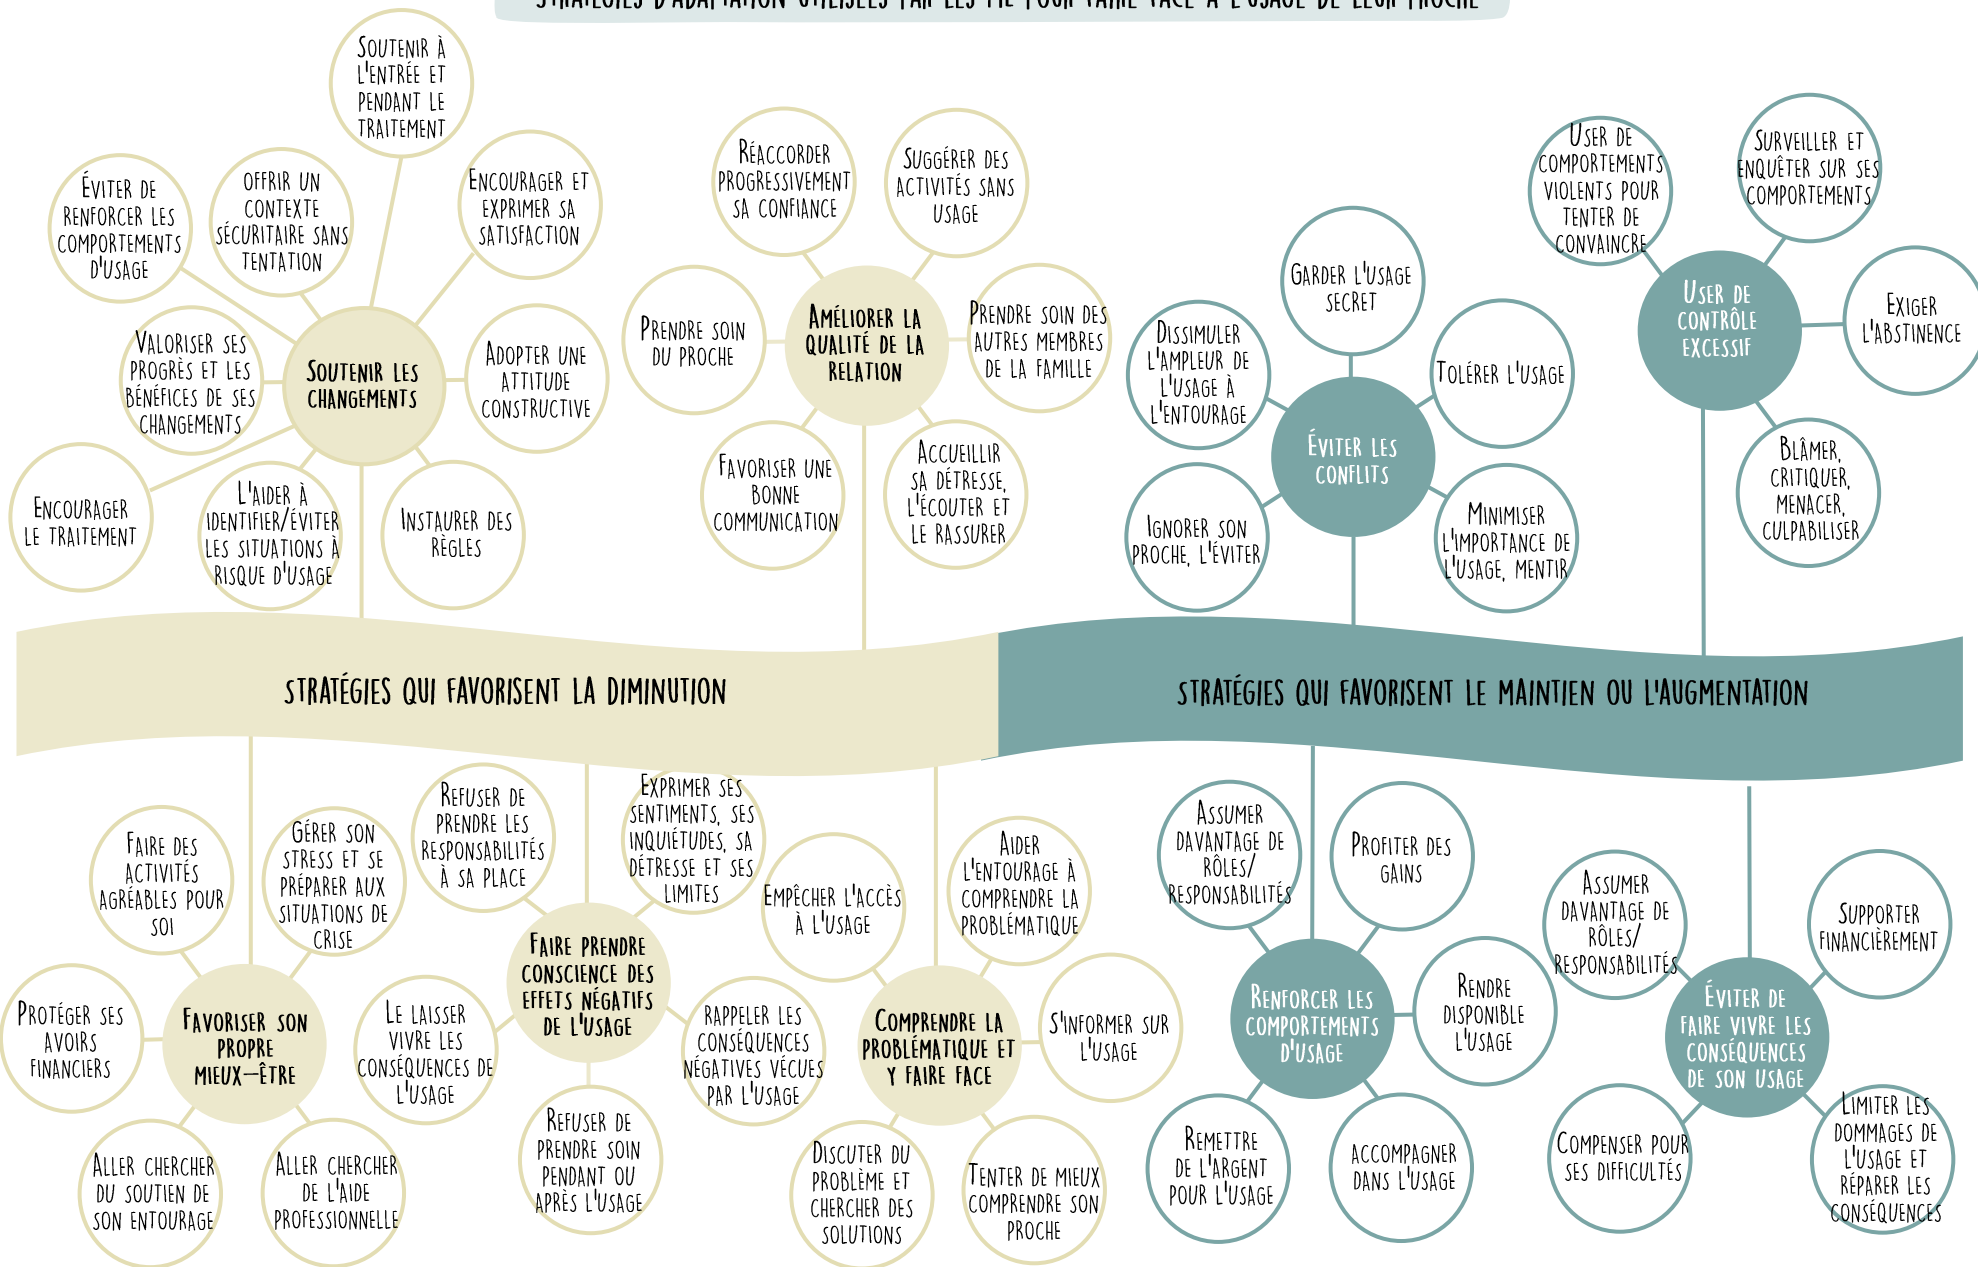 STRATÉGIES D'ADAPTATION UTILISÉES PAR LES MF POUR FAIRE FACE À L'USAGE DE LEUR PROCHE
SOUTENIR À
L'ENTRÉE ET
PENDANT LE
TRAITEMENT
ÉVITER DE
RENFORCER LES
COMPORTEMENTS
D'USAGE
OFFRIR UN
CONTEXTE
SÉCURITAIRE SANS
TENTATION
ENCOURAGER ET
EXPRIMER SA
SATISFACTION
VALORISER SES
PROGRÈS ET LES
BÉNÉFICES DE SES
CHANGEMENTS
SOUTENIR LES
CHANGEMENTS
ADOPTER UNE
ATTITUDE
CONSTRUCTIVE
ENCOURAGER
LE TRAITEMENT
L'AIDER À
IDENTIFIER/ÉVITER
LES SITUATIONS À
RISQUE D'USAGE
INSTAURER DES
RÈGLES
RÉACCORDER
PROGRESSIVEMENT
SA CONFIANCE
SUGGÉRER DES
ACTIVITÉS SANS
USAGE
PRENDRE SOIN
DU PROCHE
AMÉLIORER LA
QUALITÉ DE LA
RELATION
PRENDRE SOIN DES
AUTRES MEMBRES
DE LA FAMILLE
FAVORISER UNE
BONNE
COMMUNICATION
ACCUEILLIR
SA DÉTRESSE,
L'ÉCOUTER ET
LE RASSURER
GARDER L'USAGE
SECRET
DISSIMULER
L'AMPLEUR DE
L'USAGE À
L'ENTOURAGE
TOLÉRER L'USAGE
ÉVITER LES
CONFLITS
IGNORER SON
PROCHE, L'ÉVITER
MINIMISER
L'IMPORTANCE DE
L'USAGE, MENTIR
USER DE
COMPORTEMENTS
VIOLENTS POUR
TENTER DE
CONVAINCRE
SURVEILLER ET
ENQUÊTER SUR SES
COMPORTEMENTS
USER DE
CONTRÔLE
EXCESSIF
EXIGER
L'ABSTINENCE
BLÂMER,
CRITIQUER,
MENACER,
CULPABILISER
STRATÉGIES QUI FAVORISENT LA DIMINUTION
STRATÉGIES QUI FAVORISENT LE MAINTIEN OU L'AUGMENTATION
FAIRE DES
ACTIVITÉS
AGRÉABLES POUR
SOI
GÉRER SON
STRESS ET SE
PRÉPARER AUX
SITUATIONS DE
CRISE
PROTÉGER SES
AVOIRS
FINANCIERS
FAVORISER SON
PROPRE
MIEUX-ÊTRE
ALLER CHERCHER
DU SOUTIEN DE
SON ENTOURAGE
ALLER CHERCHER
DE L'AIDE
PROFESSIONNELLE
REFUSER DE
PRENDRE LES
RESPONSABILITÉS
À SA PLACE
EXPRIMER SES
SENTIMENTS, SES
INQUIÉTUDES, SA
DÉTRESSE ET SES
LIMITES
FAIRE PRENDRE
CONSCIENCE DES
EFFETS NÉGATIFS
DE L'USAGE
LE LAISSER
VIVRE LES
CONSÉQUENCES DE
L'USAGE
RAPPELER LES
CONSÉQUENCES
NÉGATIVES VÉCUES
PAR L'USAGE
REFUSER DE
PRENDRE SOIN
PENDANT OU
APRÈS L'USAGE
EMPÊCHER L'ACCÈS
À L'USAGE
AIDER
L'ENTOURAGE À
COMPRENDRE LA
PROBLÉMATIQUE
COMPRENDRE LA
PROBLÉMATIQUE ET
Y FAIRE FACE
S'INFORMER SUR
L'USAGE
DISCUTER DU
PROBLÈME ET
CHERCHER DES
SOLUTIONS
TENTER DE MIEUX
COMPRENDRE SON
PROCHE
ASSUMER
DAVANTAGE DE
RÔLES/
RESPONSABILITÉS
PROFITER DES
GAINS
RENFORCER LES
COMPORTEMENTS
D'USAGE
RENDRE
DISPONIBLE
L'USAGE
REMETTRE
DE L'ARGENT
POUR L'USAGE
ACCOMPAGNER
DANS L'USAGE
ASSUMER
DAVANTAGE DE
RÔLES/
RESPONSABILITÉS
SUPPORTER
FINANCIÈREMENT
ÉVITER DE
FAIRE VIVRE LES
CONSÉQUENCES
DE SON USAGE
COMPENSER POUR
SES DIFFICULTÉS
LIMITER LES
DOMMAGES DE
L'USAGE ET
RÉPARER LES
CONSÉQUENCES